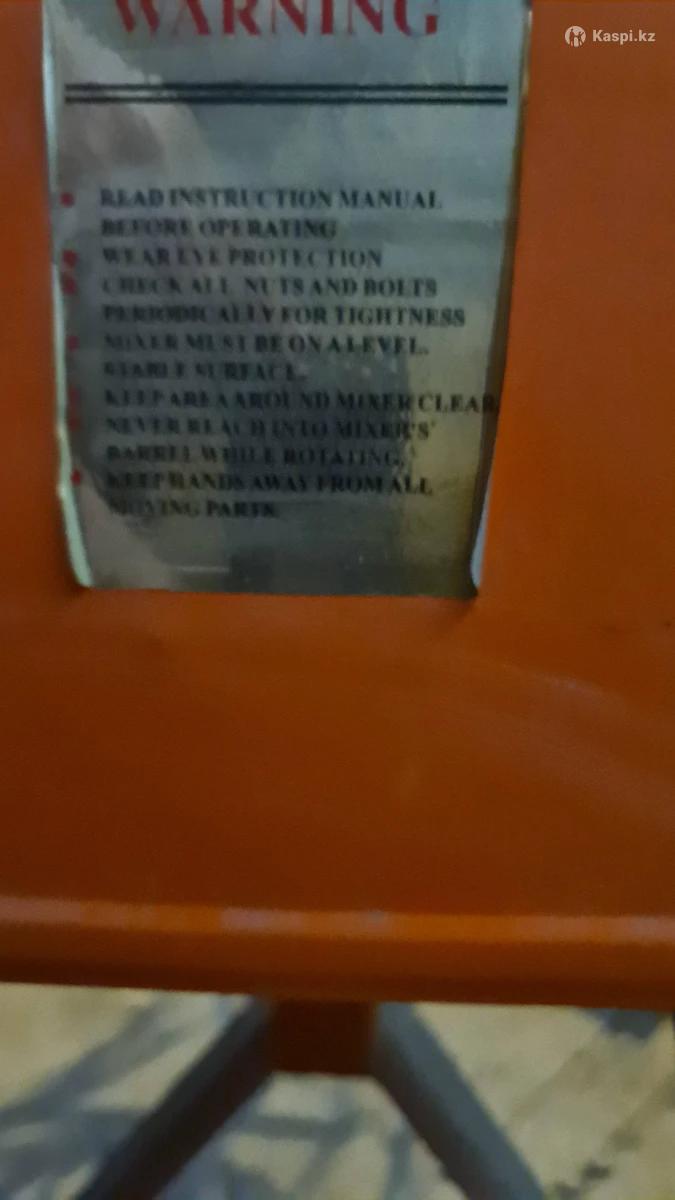 Kaspi.kz
WARNING
READ INSTRUCTION MANUAL
BEFORE OPERATING
WEAR EYE PROTECTION
CHECK ALL NUTS AND BOLTS
PERIODICALLY FOR TIGHTNESS
MIXER MUST BE ON A LEVEL.
STABLE SURFACE.
KEEP AREA AROUND MIXER CLEAR
NEVER REACH INTO MIXER'S'
BARREL WHILE ROTATING.
KEEP HANDS AWAY FROM ALL
MOVING PARTS